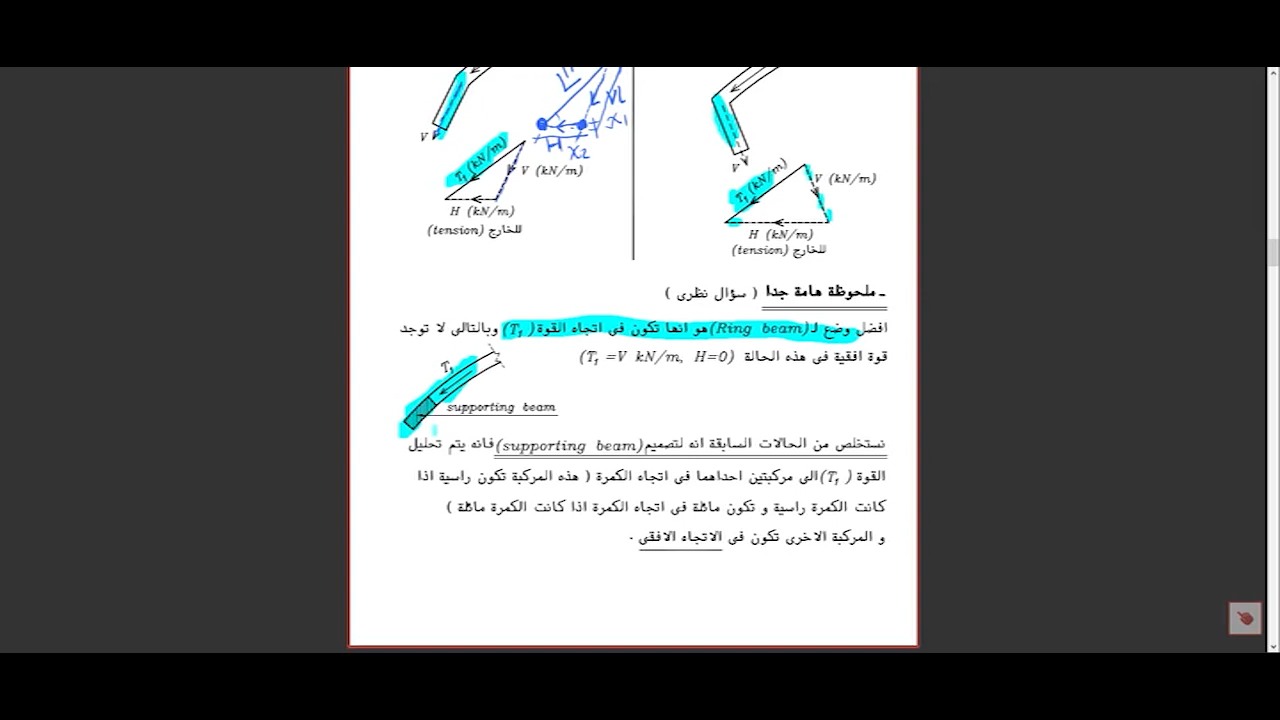 V
T₁ (kN/m)
V (kN/m)
H (kN/m)
للخارج (tension)
H
x2
x1
V
T₁ (kN/m)
V (kN/m)
H (kN/m)
للخارج (tension)
- ملحوظة هامة جدا ( سؤال نظرى )
افضل وضع لـ (Ring beam) هو انها تكون فى اتجاه القوة (T₁) وبالتالى لا توجد
قوة افقية فى هذه الحالة (T₁ =V kN/m, H=0)
T₁
supporting beam
نستخلص من الحالات السابقة انه لتصميم (supporting beam) فانه يتم تحليل
القوة (T₁) الى مركبتين احداهما فى اتجاه الكمرة ( هذه المركبة تكون راسية اذا
كانت الكمرة راسية و تكون مائلة فى اتجاه الكمرة اذا كانت الكمرة مائلة )
و المركبة الاخرى تكون فى الاتجاه الافقى .